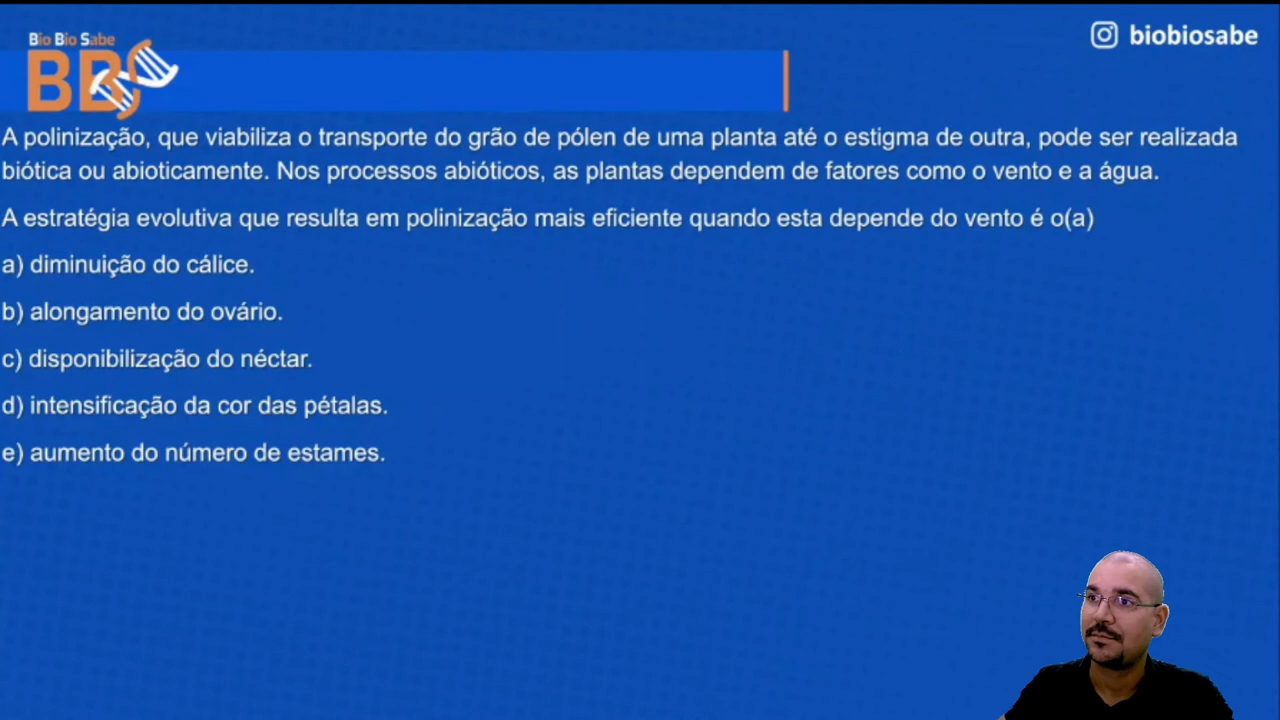 Bio Bio Sabe
BBS
biobiosabe
A polinização, que viabiliza o transporte do grão de pólen de uma planta até o estigma de outra, pode ser realizada
biótica ou abioticamente. Nos processos abióticos, as plantas dependem de fatores como o vento e a água.
A estratégia evolutiva que resulta em polinização mais eficiente quando esta depende do vento é o(a)
a) diminuição do cálice.
b) alongamento do ovário.
c) disponibilização do néctar.
d) intensificação da cor das pétalas.
e) aumento do número de estames.